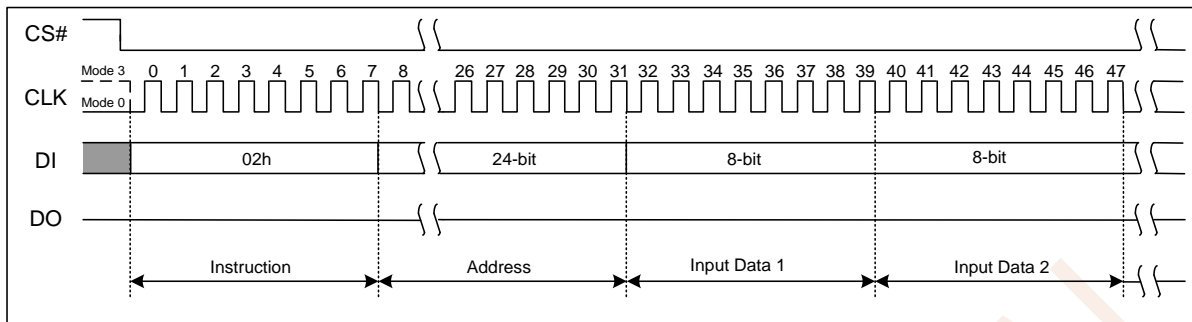 CS#
Mode 3 0 1 2 3 4 5 6 7 8 26 27 28 29 30 31 32 33 34 35 36 37 38 39 40 41 42 43 44 45 46 47
CLK
Mode 0
DI 02h 24-bit 8-bit 8-bit
DO
Instruction Address Input Data 1 Input Data 2